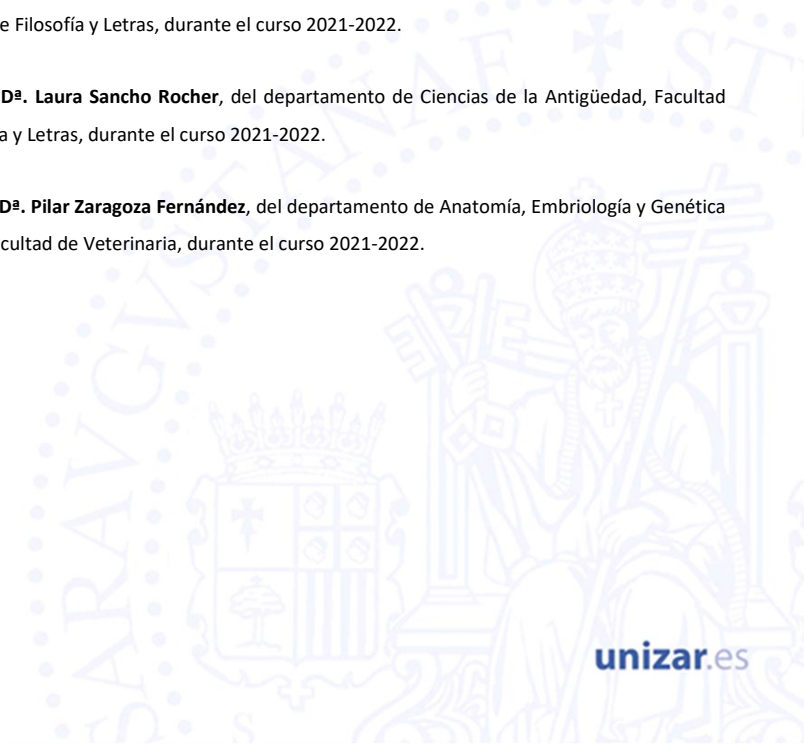 e Filosofía y Letras, durante el curso 2021-2022.
Dª. Laura Sancho Rocher, del departamento de Ciencias de la Antigüedad, Facultad
a y Letras, durante el curso 2021-2022.
Dª. Pilar Zaragoza Fernández, del departamento de Anatomía, Embriología y Genética
cultad de Veterinaria, durante el curso 2021-2022.
unizar.es